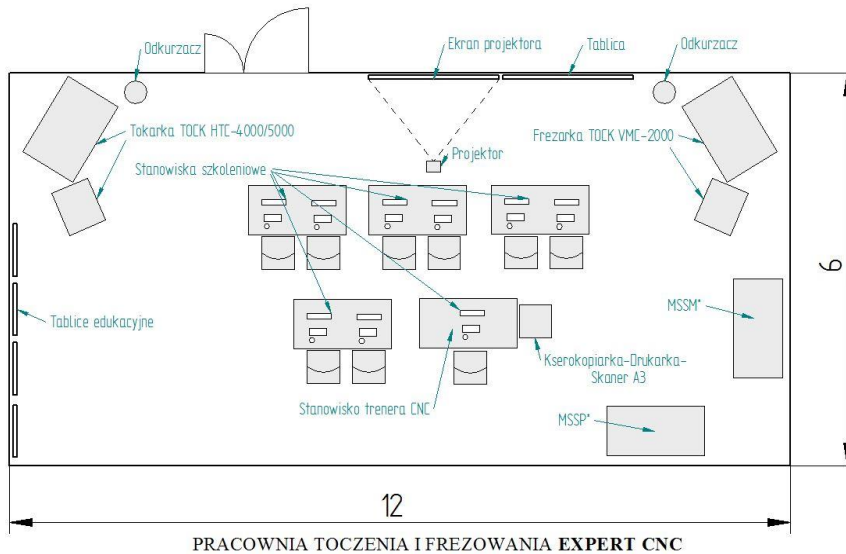 Odkurzacz
Ekran projektora
Tablica
Odkurzacz
Tokarka TOCK HTC-4000/5000
Frezarka TOCK VMC-2000
Projektor
Stanowiska szkoleniowe
6
MSSM*
Tablice edukacyjne
Kserokopiarka-Drukarka-
Skaner A3
Stanowisko trenera CNC
MSSP*
12
PRACOWNIA TOCZENIA I FREZOWANIA EXPERT CNC